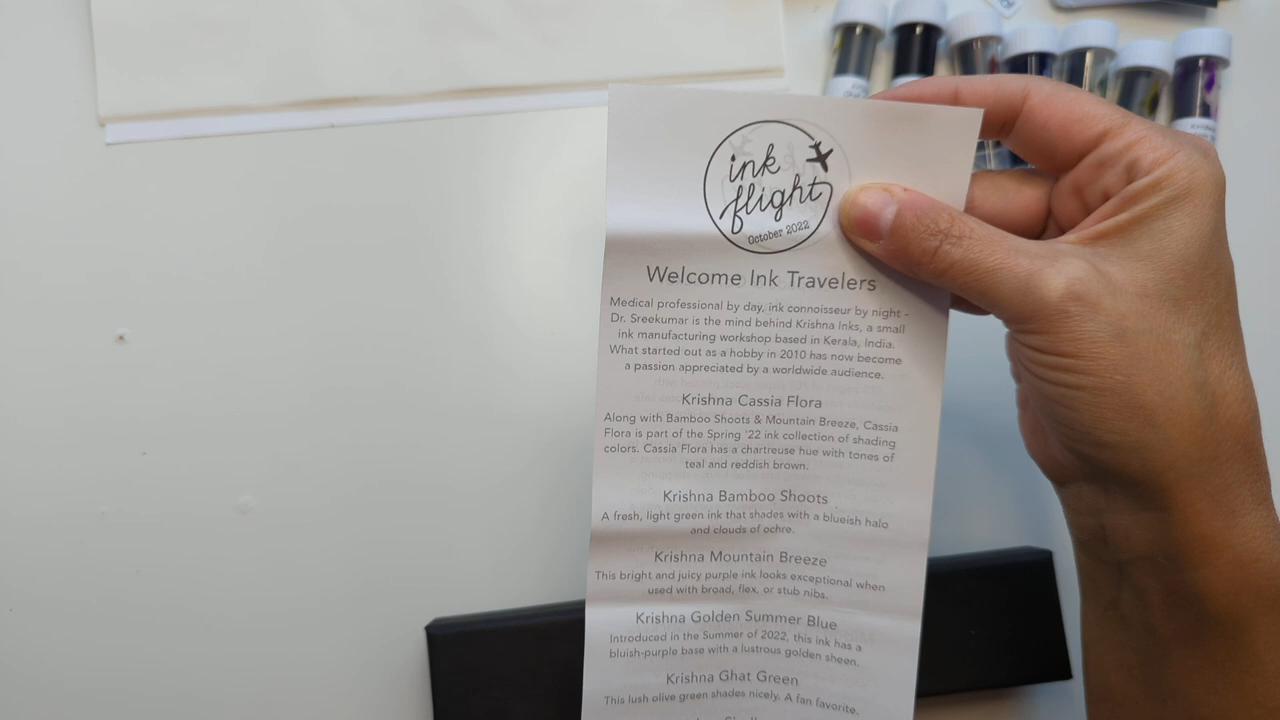 ink
flight
October 2022
Welcome Ink Travelers
Medical professional by day, ink connoisseur by night -
Dr. Sreekumar is the mind behind Krishna Inks, a small
ink manufacturing workshop based in Kerala, India.
What started out as a hobby in 2010 has now become
a passion appreciated by a worldwide audience.
Krishna Cassia Flora
Along with Bamboo Shoots & Mountain Breeze, Cassia
Flora is part of the Spring '22 ink collection of shading
colors. Cassia Flora has a chartreuse hue with tones of
teal and reddish brown.
Krishna Bamboo Shoots
A fresh, light green ink that shades with a blueish halo
and clouds of ochre.
Krishna Mountain Breeze
This bright and juicy purple ink looks exceptional when
used with broad, flex, or stub nibs.
Krishna Golden Summer Blue
Introduced in the Summer of 2022, this ink has a
bluish-purple base with a lustrous golden sheen.
Krishna Ghat Green
This lush olive green shades nicely. A fan favorite.